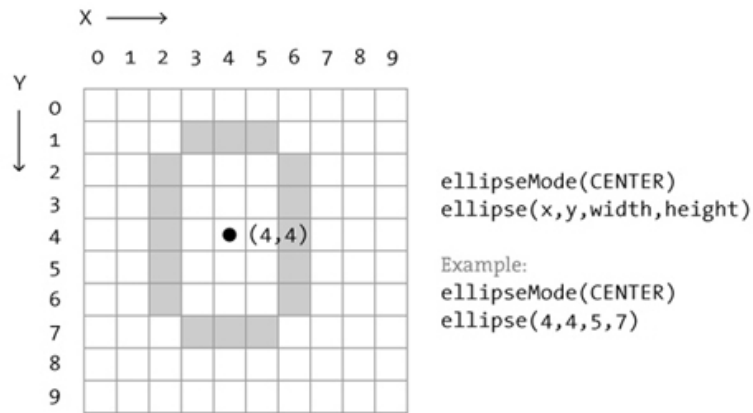 X
0 1 2 3 4 5 6 7 8 9
Y
0
1
2
3
4
5
6
7
8
9
(4,4)
ellipseMode(CENTER)
ellipse(x,y,width,height)
Example:
ellipseMode(CENTER)
ellipse(4,4,5,7)